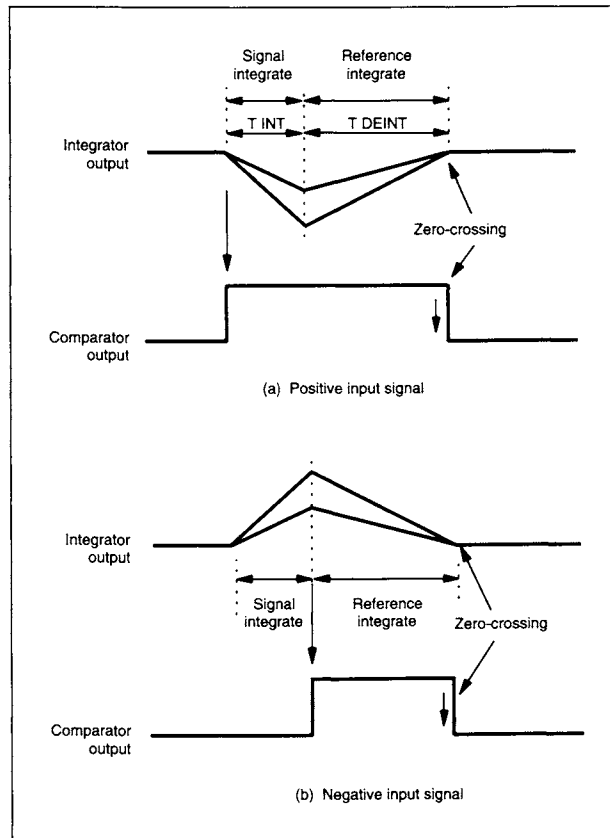 Signal
integrate
Reference
integrate
T INT
T DEINT
Integrator
output
Zero-crossing
Comparator
output
(a) Positive input signal
Integrator
output
Signal
integrate
Reference
integrate
Zero-crossing
Comparator
output
(b) Negative input signal